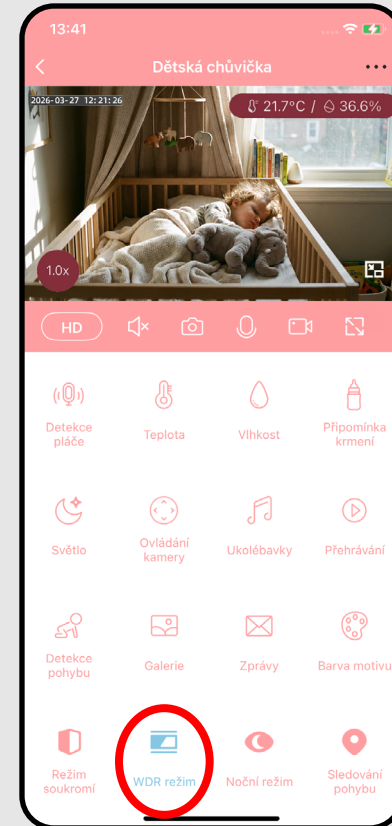 13:41
Dětská chůvička
2026-03-27 12:21:26
21.7°C / 36.6%
1.0x
HD
Detekce pláče
Teplota
Vlhkost
Připomínka krmení
Světlo
Ovládání kamery
Ukolébavky
Přehrávání
Detekce pohybu
Galerie
Zprávy
Barva motivu
Režim soukromí
WDR režim
Noční režim
Sledování pohybu